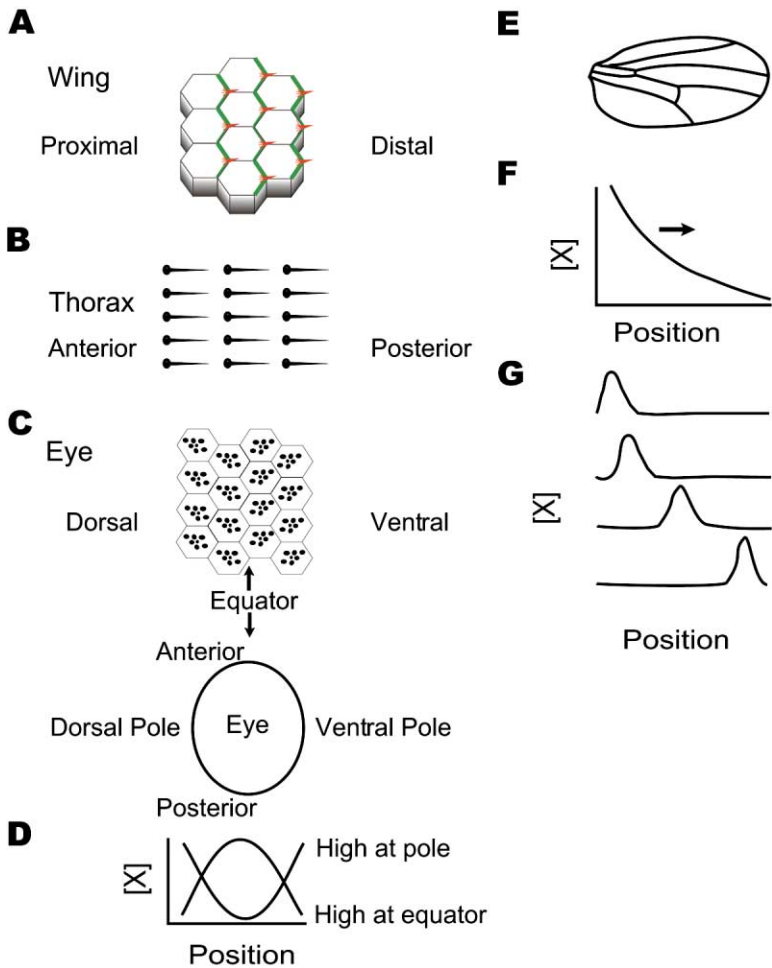 A
Wing
Proximal
Distal
B
Thorax
Anterior
Posterior
C
Eye
Dorsal
Ventral
Equator
Anterior
Dorsal Pole
Eye
Ventral Pole
Posterior
D
[X]
High at pole
High at equator
Position
E
F
[X]
Position
G
[X]
Position